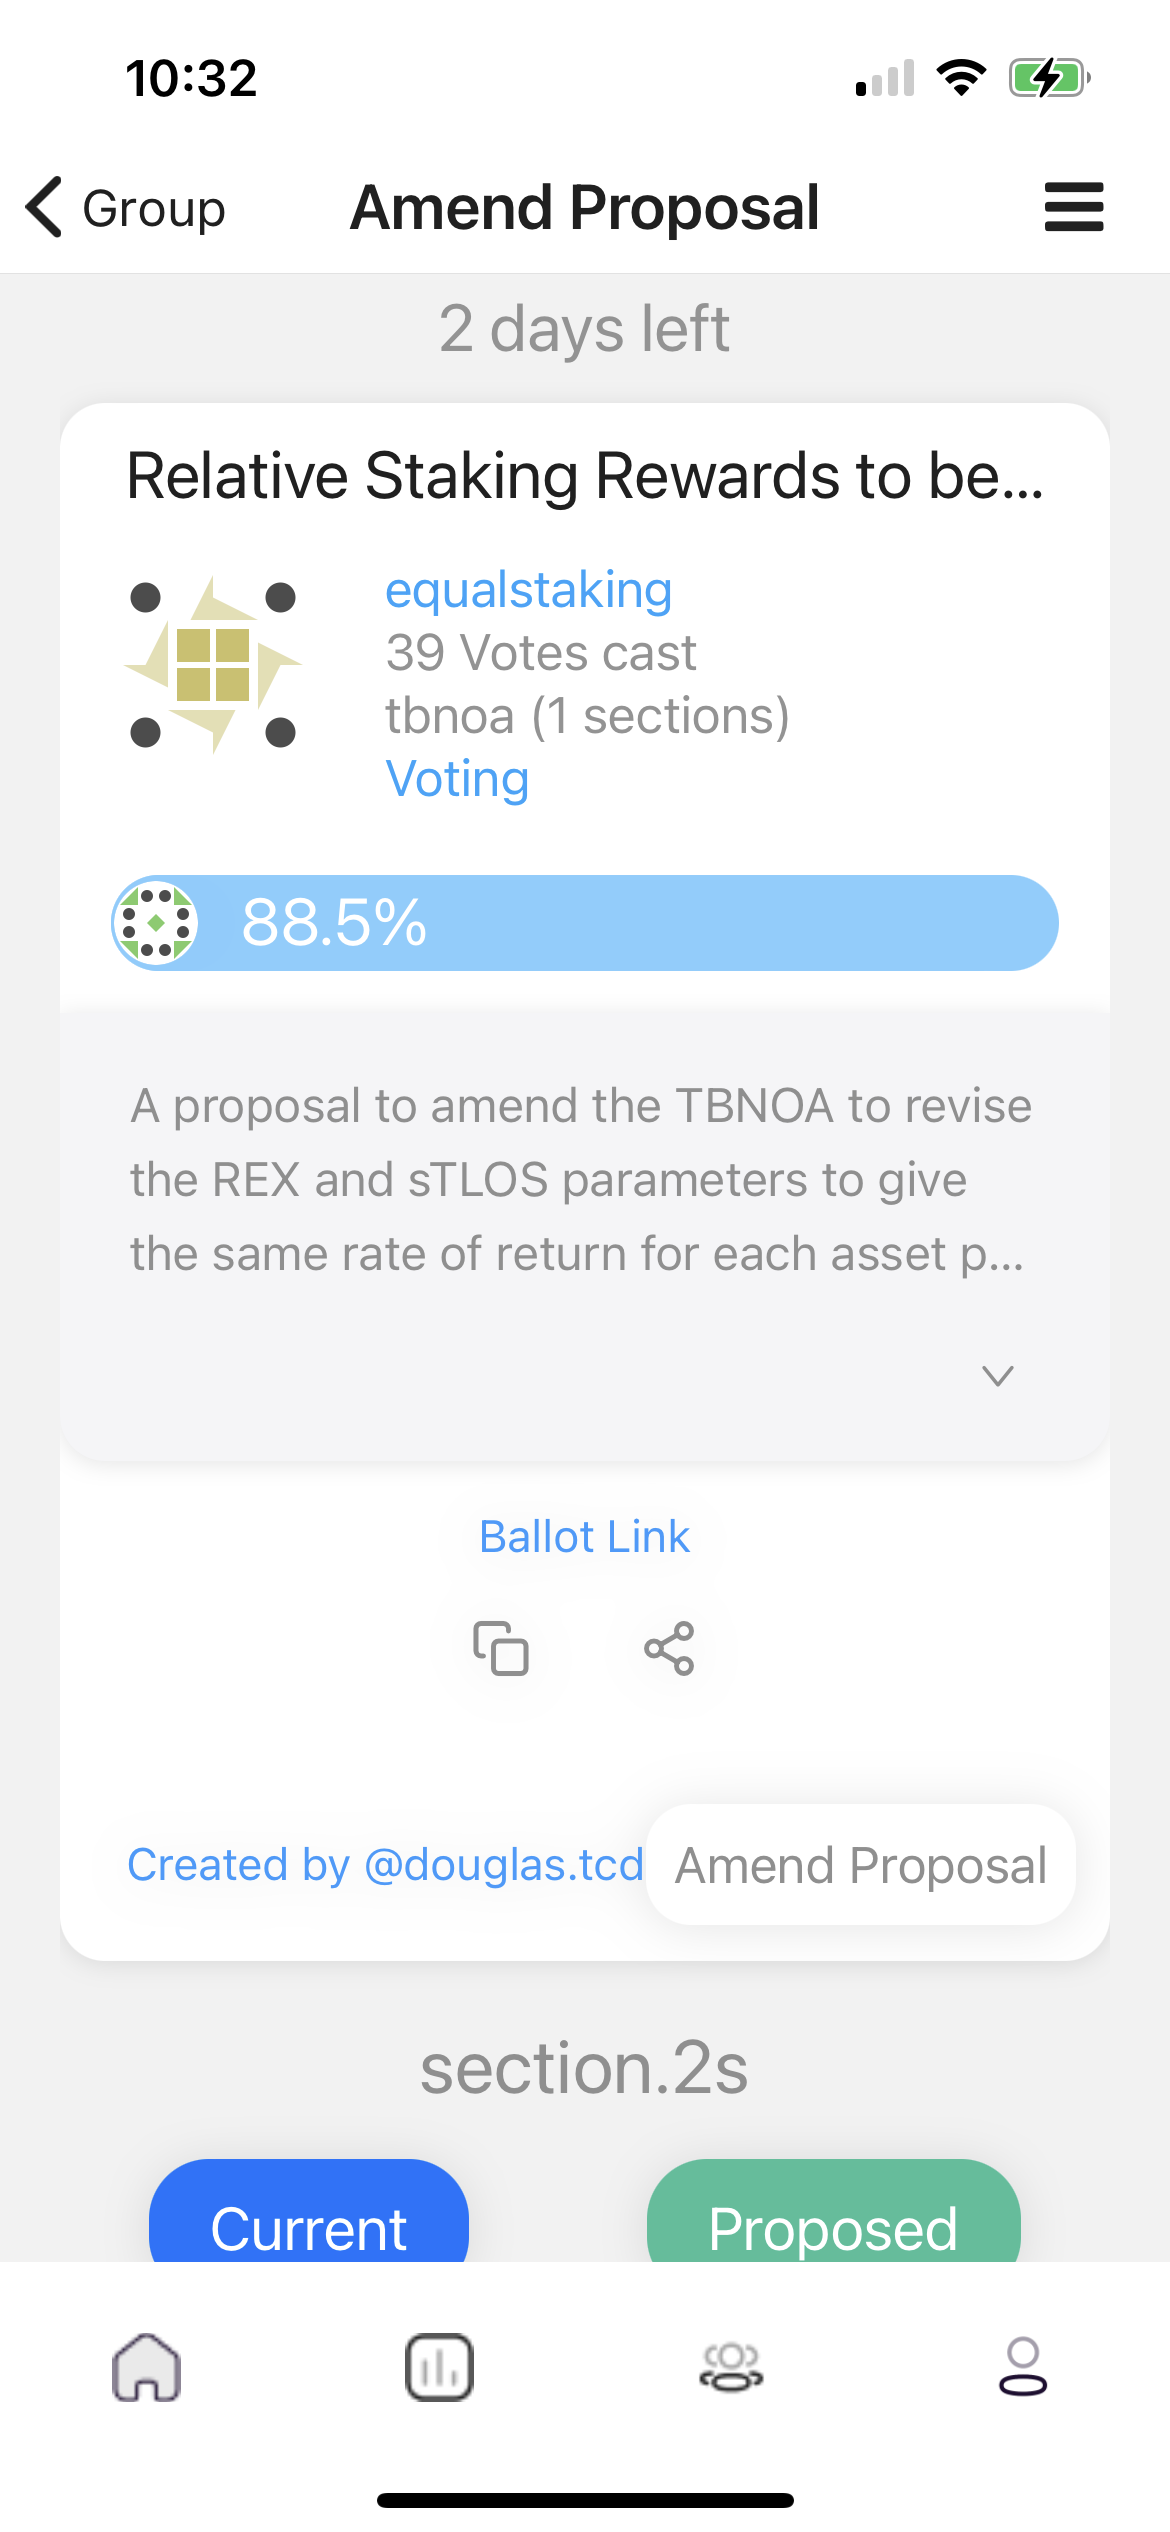 10:32
Group
Amend Proposal
2 days left
Relative Staking Rewards to be...
equalstaking
39 Votes cast
tbnoa (1 sections)
Voting
88.5%
A proposal to amend the TBNOA to revise
the REX and sTLOS parameters to give
the same rate of return for each asset p...
Ballot Link
Created by @douglas.tcd
Amend Proposal
section.2s
Current
Proposed